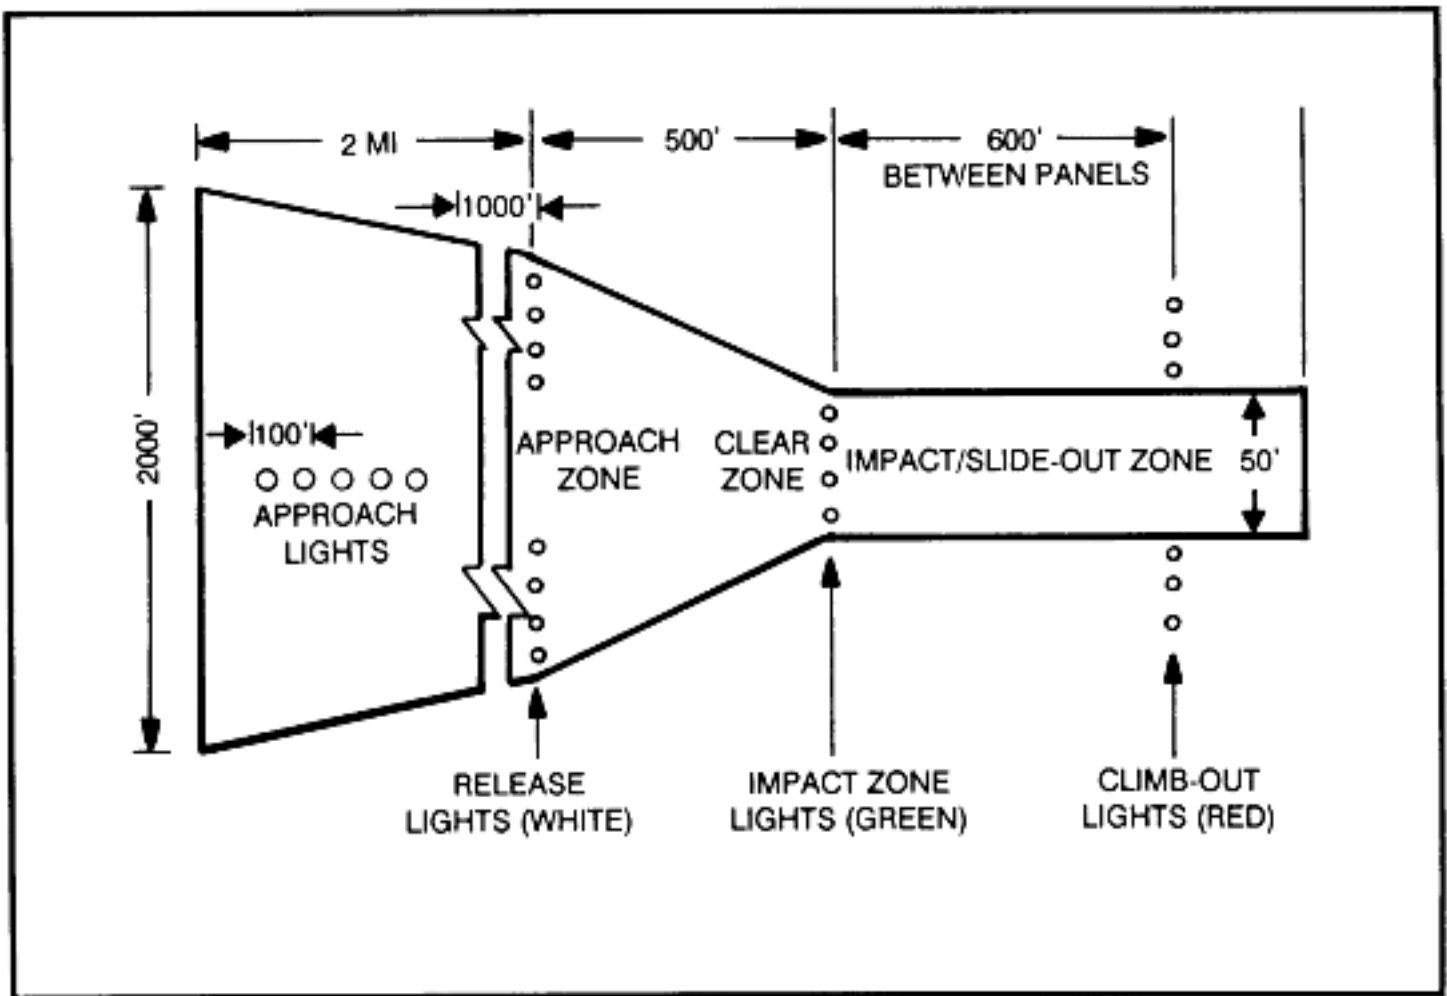 2 MI
500'
600'
BETWEEN PANELS
1000'
2000'
100'
APPROACH
LIGHTS
APPROACH
ZONE
CLEAR
ZONE
IMPACT/SLIDE-OUT ZONE
50'
RELEASE
LIGHTS (WHITE)
IMPACT ZONE
LIGHTS (GREEN)
CLIMB-OUT
LIGHTS (RED)